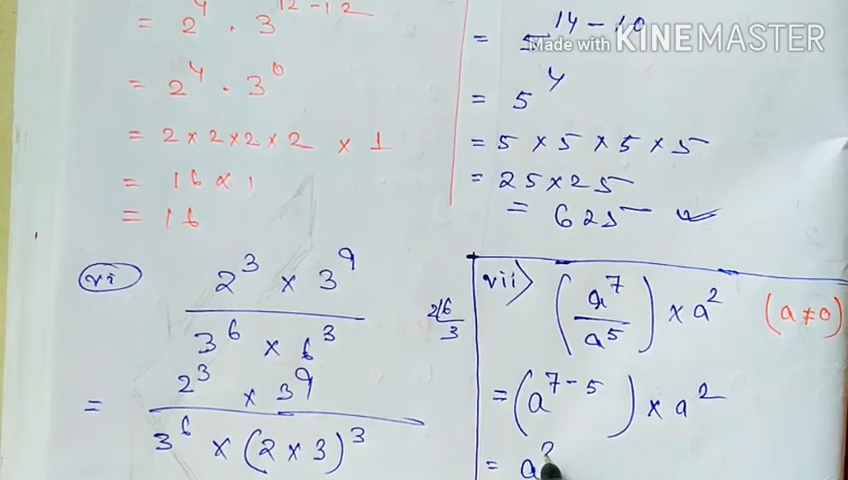 = 2^4 . 3^12-12
= 2^4 . 3^0
= 2 × 2 × 2 × 2 × 1
= 16 × 1
= 16
= 5^14-10
Made with KINEMASTER
= 5^4
= 5 × 5 × 5 × 5
= 25 × 25
= 625
vi
2^3 × 3^9
3^6 × 6^3
= 2^3 × 3^9
3^6 × (2 × 3)^3
2|6
3
vii) (a^7/a^5) × a^2 (a ≠ 0)
= (a^7-5) × a^2
= a